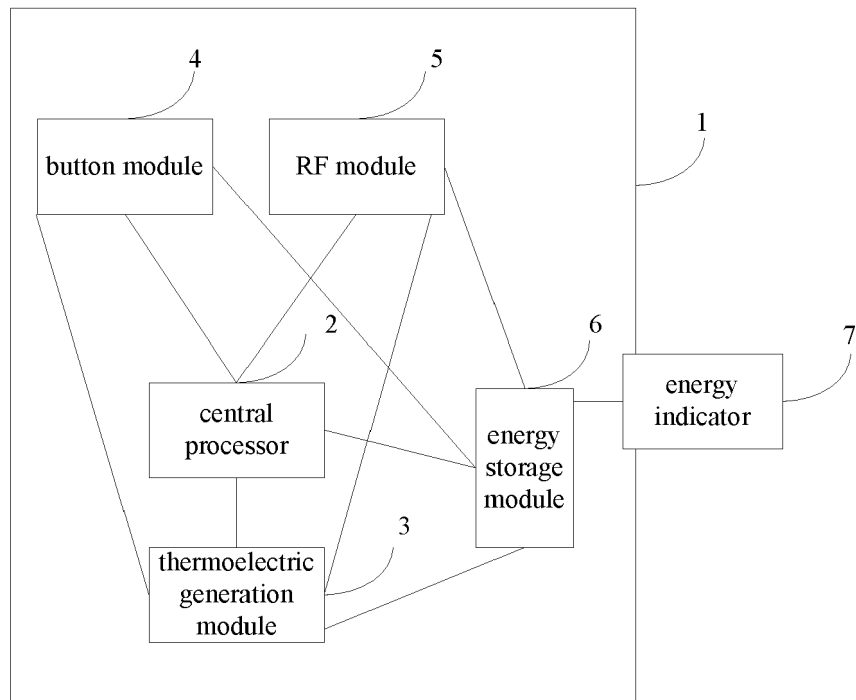 4
5
1
button module
RF module
2
6
7
central
processor
energy
storage
module
energy
indicator
3
thermoelectric
generation
module